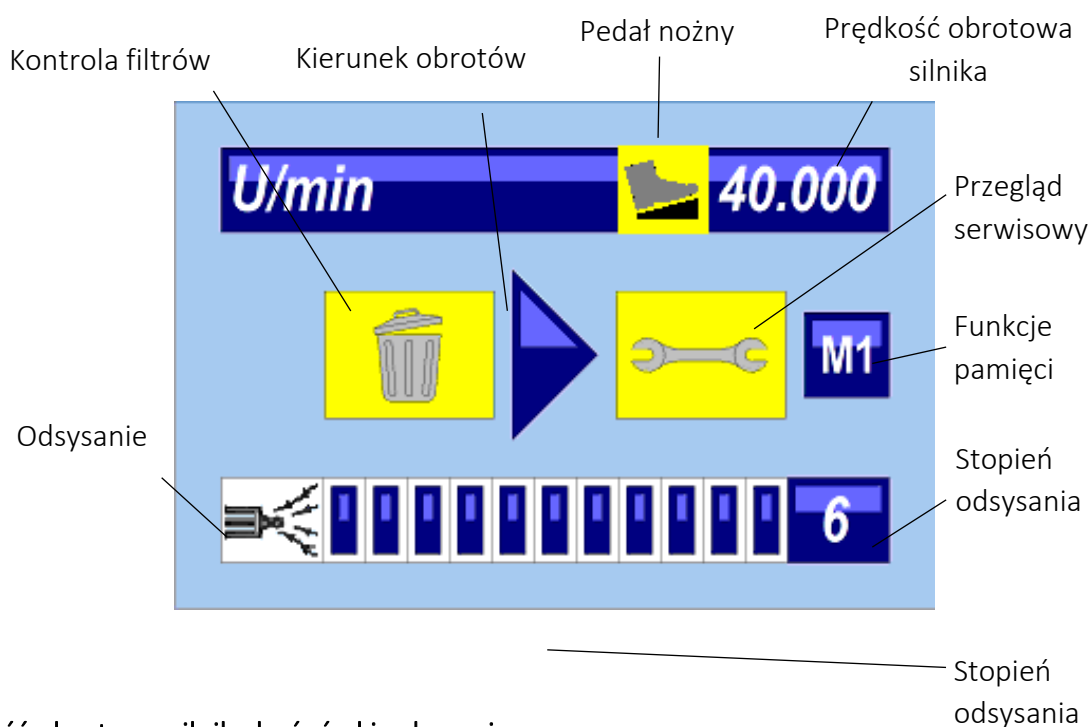 Pedał nożny
Prędkość obrotowa
silnika
Kontrola filtrów
Kierunek obrotów
U/min
40.000
Przegląd
serwisowy
M1
Funkcje
pamięci
Odsysanie
6
Stopień
odsysania
Stopień
odsysania